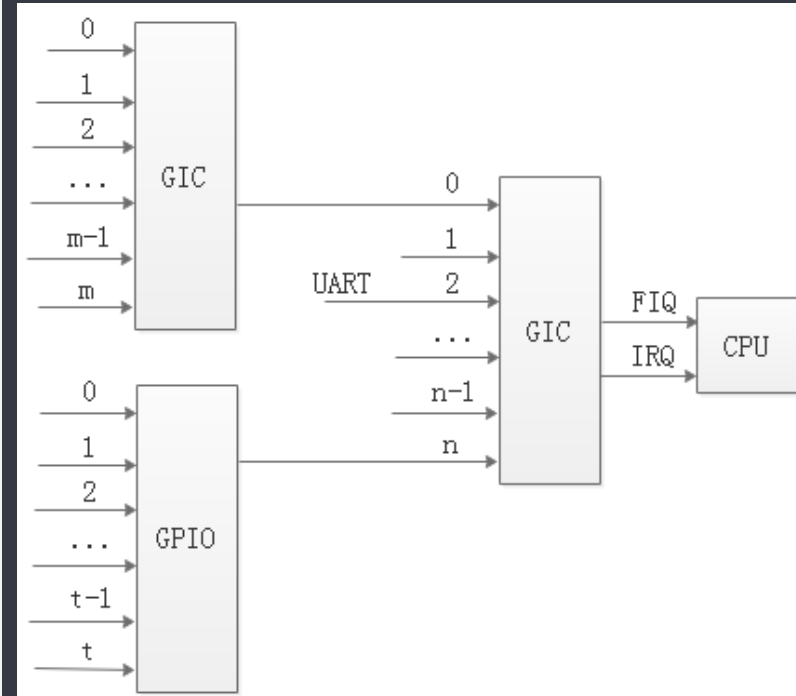 0
1
2
...
m-1
m
GIC
0
1
UART 2
...
n-1
n
GIC
FIQ
IRQ
CPU
0
1
2
...
t-1
t
GPIO